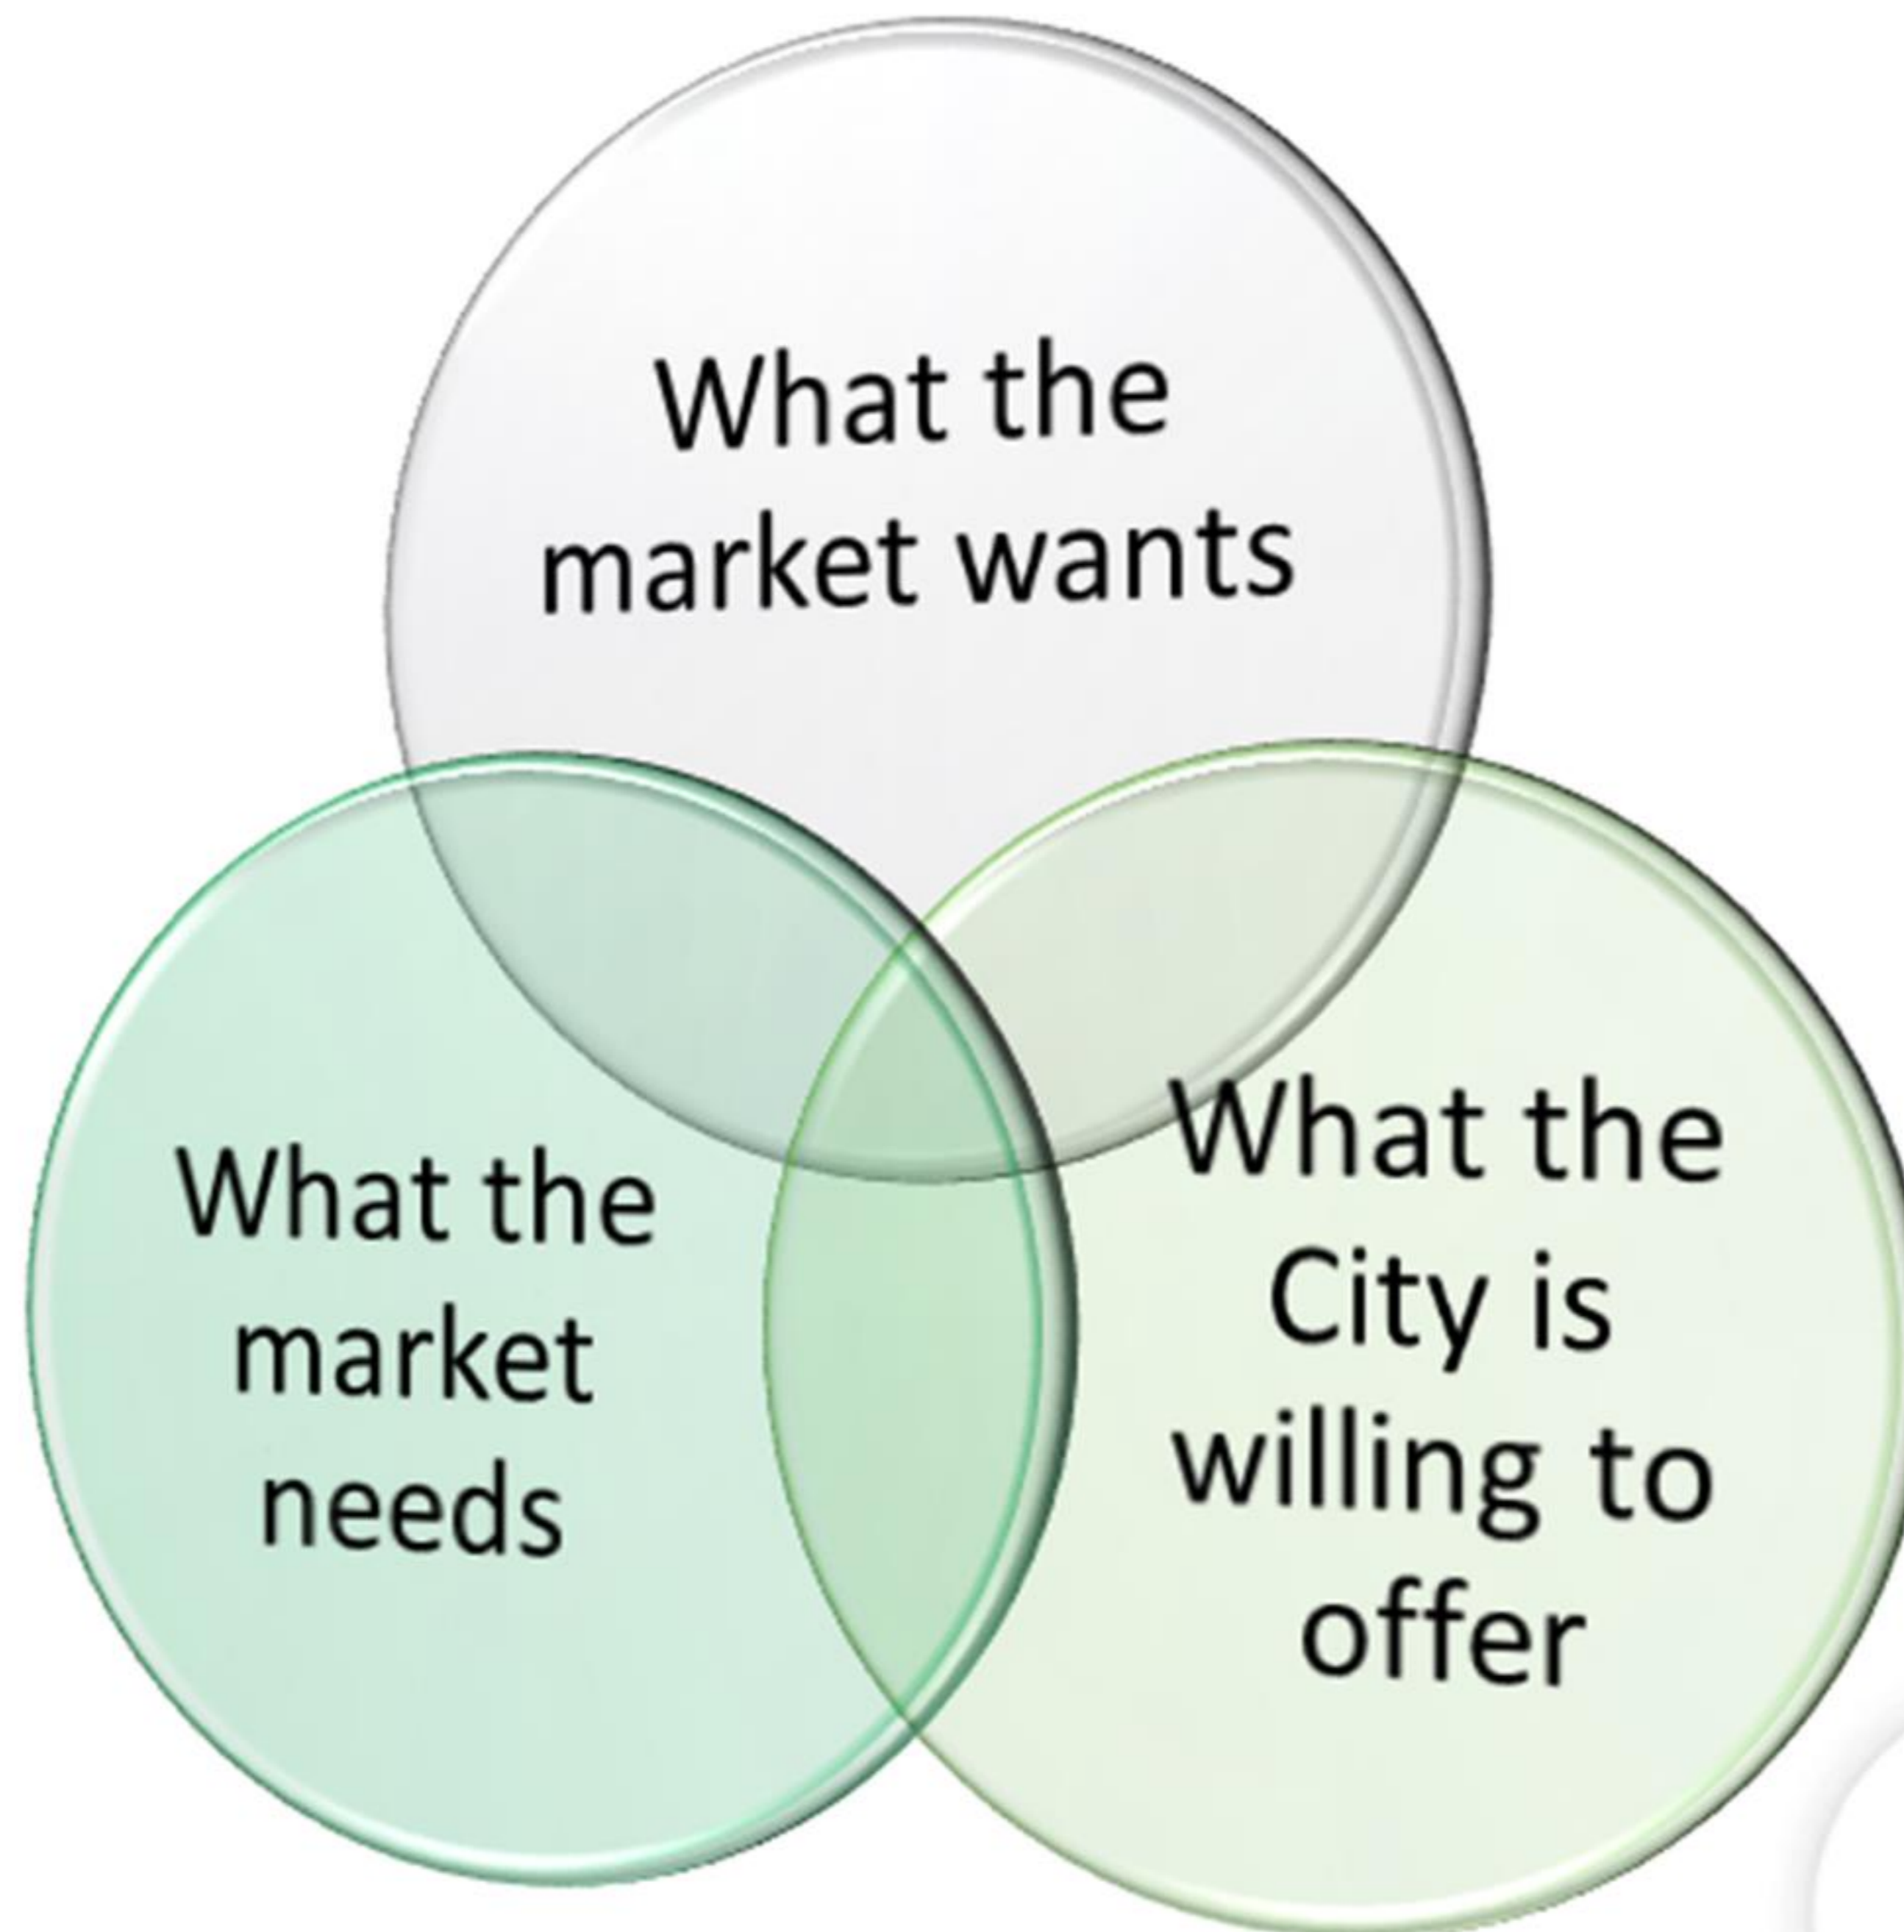 What the
market wants
What the
market
needs
What the
City is
willing to
offer